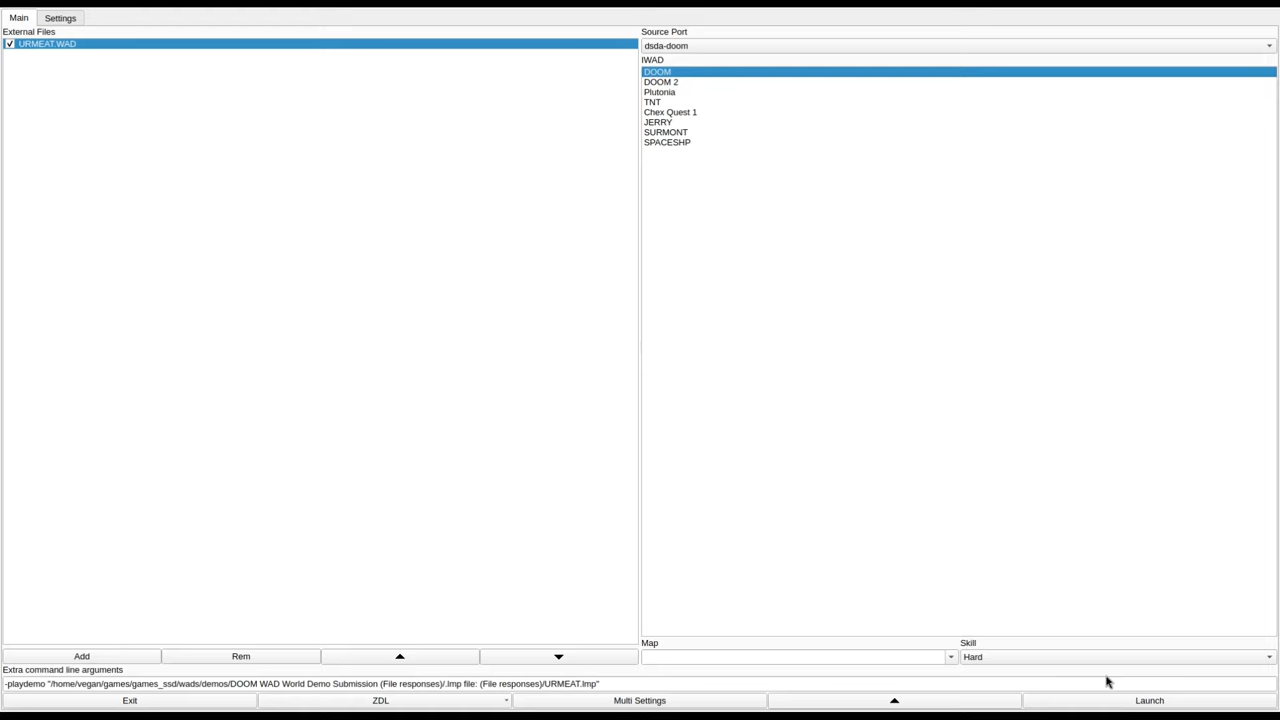 Main Settings
External Files
URMEAT.WAD
Source Port
dsda-doom
IWAD
DOOM
DOOM 2
Plutonia
TNT
Chex Quest 1
JERRY
SURMONT
SPACESHP
Map
Skill
Hard
Add Rem
Extra command line arguments
-playdemo "/home/vegan/games/games_ssd/wads/demos/DOOM WAD World Demo Submission (File responses)/.lmp file: (File responses)/URMEAT.lmp"
Exit ZDL Multi Settings Launch